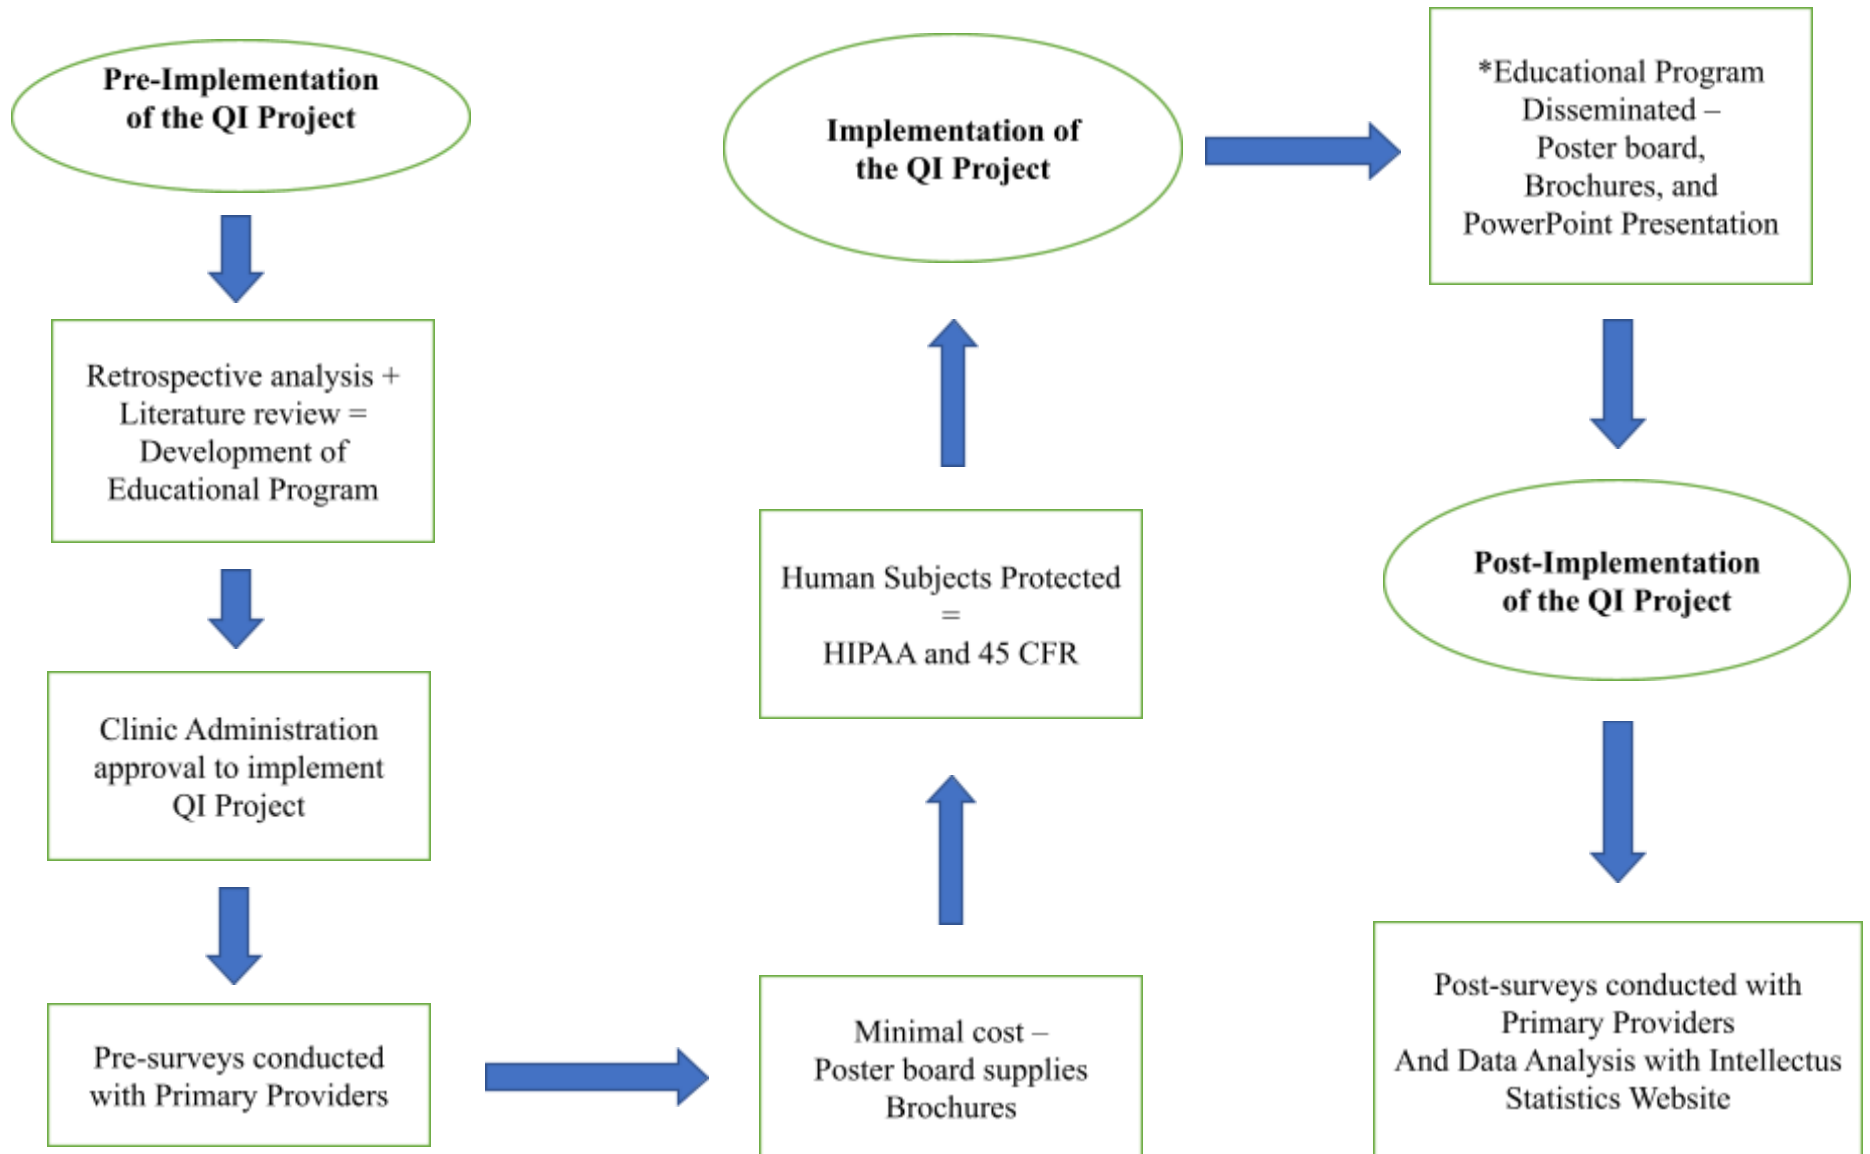 Pre-Implementation
of the QI Project
Retrospective analysis +
Literature review =
Development of
Educational Program
Clinic Administration
approval to implement
QI Project
Pre-surveys conducted
with Primary Providers
Minimal cost –
Poster board supplies
Brochures
Human Subjects Protected
=
HIPAA and 45 CFR
Implementation of
the QI Project
*Educational Program
Disseminated –
Poster board,
Brochures, and
PowerPoint Presentation
Post-Implementation
of the QI Project
Post-surveys conducted with
Primary Providers
And Data Analysis with Intellectus
Statistics Website